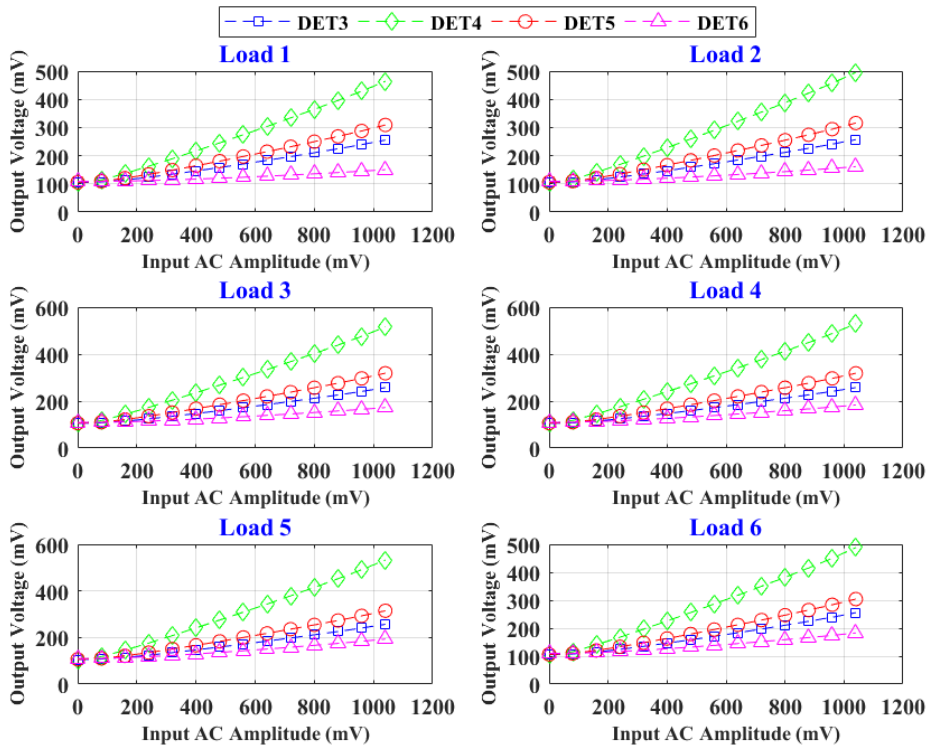 DET3 DET4 DET5 DET6
Load 1
Output Voltage (mV)
500
400
300
200
100
0
0 200 400 600 800 1000 1200
Input AC Amplitude (mV)
Load 2
Output Voltage (mV)
500
400
300
200
100
0
0 200 400 600 800 1000 1200
Input AC Amplitude (mV)
Load 3
Output Voltage (mV)
600
400
200
0
0 200 400 600 800 1000 1200
Input AC Amplitude (mV)
Load 4
Output Voltage (mV)
600
400
200
0
0 200 400 600 800 1000 1200
Input AC Amplitude (mV)
Load 5
Output Voltage (mV)
600
400
200
0
0 200 400 600 800 1000 1200
Input AC Amplitude (mV)
Load 6
Output Voltage (mV)
500
400
300
200
100
0
0 200 400 600 800 1000 1200
Input AC Amplitude (mV)